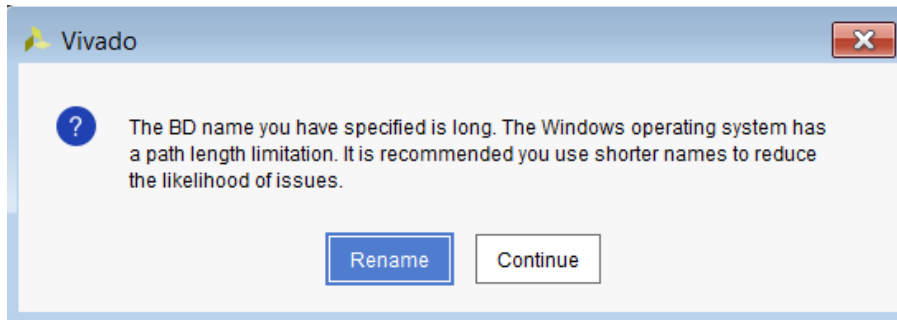 Vivado
The BD name you have specified is long. The Windows operating system has
a path length limitation. It is recommended you use shorter names to reduce
the likelihood of issues.
Rename
Continue